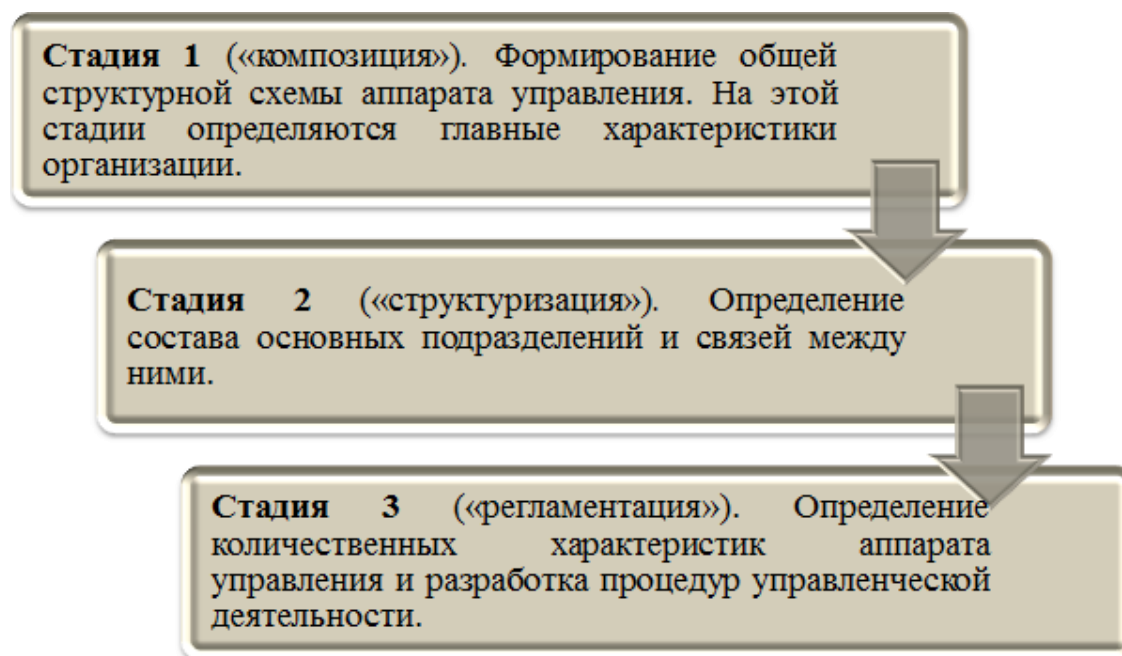 Стадия 1 («композиция»). Формирование общей
структурной схемы аппарата управления. На этой
стадии определяются главные характеристики
организации.
Стадия 2 («структуризация»). Определение
состава основных подразделений и связей между
ними.
Стадия 3 («регламентация»). Определение
количественных характеристик аппарата
управления и разработка процедур управленческой
деятельности.